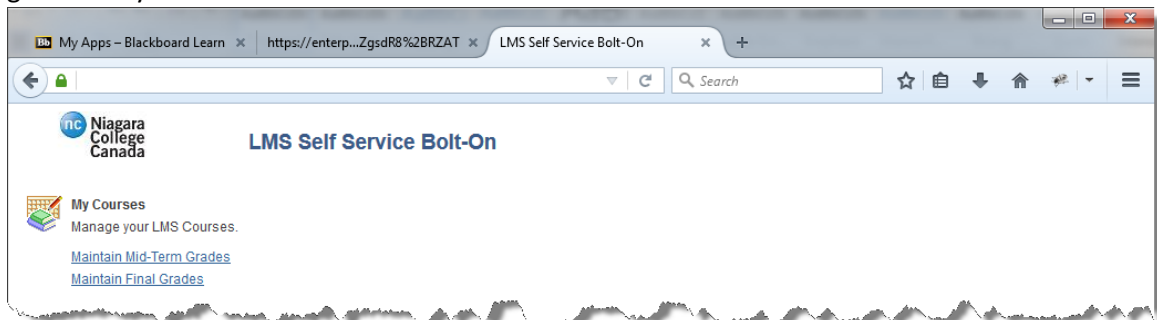 My Apps – Blackboard Learn × https://enterp...ZgsdR8%2BRZAT × LMS Self Service Bolt-On × +
Search
nc Niagara
College
Canada
LMS Self Service Bolt-On
My Courses
Manage your LMS Courses.
Maintain Mid-Term Grades
Maintain Final Grades